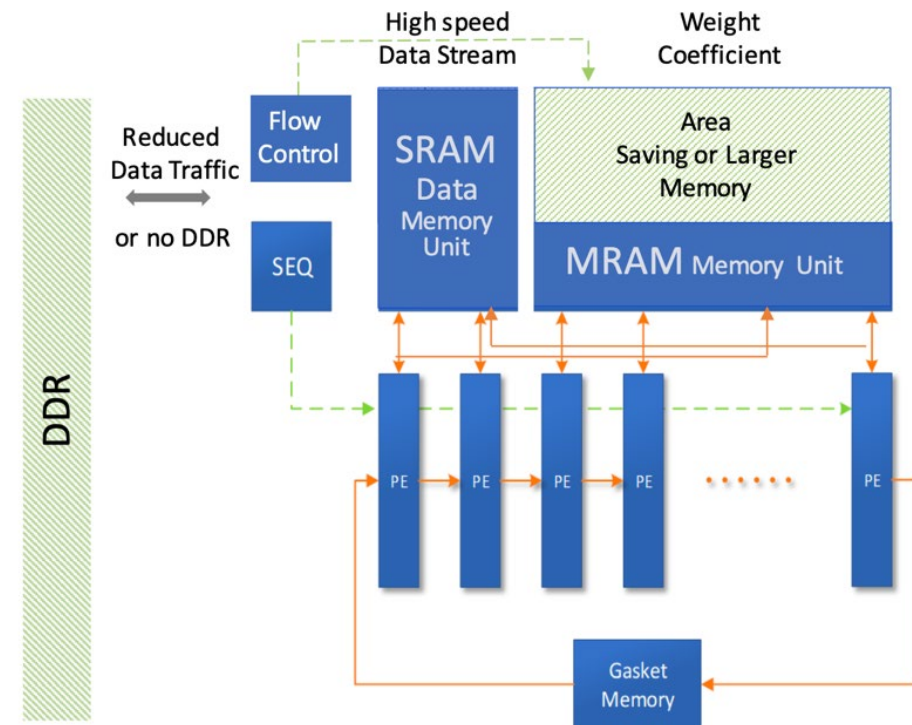 High speed
Data Stream
Weight
Coefficient
Reduced
Data Traffic
or no DDR
DDR
Flow
Control
SEQ
SRAM
Data
Memory
Unit
Area
Saving or Larger
Memory
MRAM Memory Unit
PE
PE
PE
PE
PE
Gasket
Memory